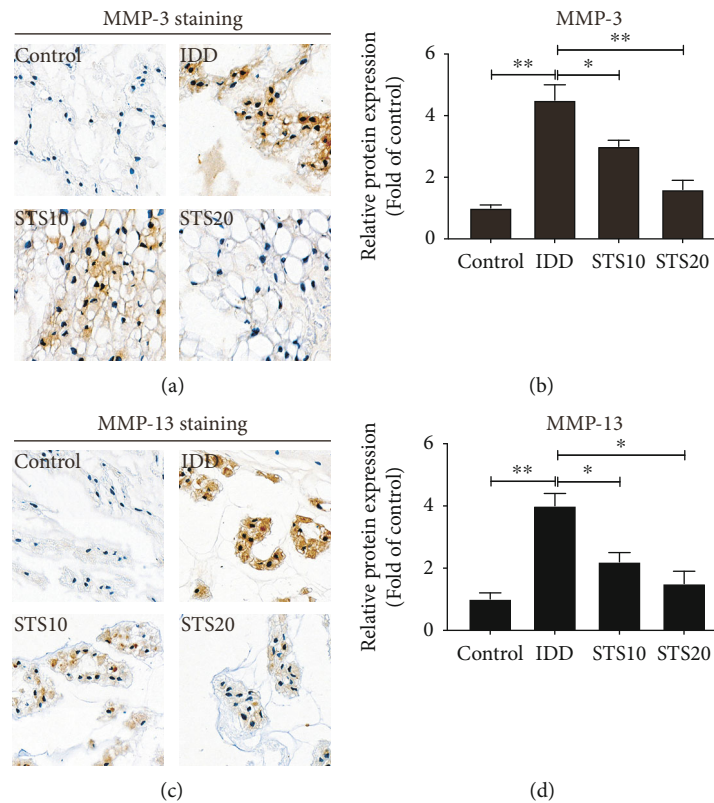 MMP-3 staining
Control
IDD
STS10
STS20
(a)
MMP-3
Relative protein expression
(Fold of control)
6
4
2
0
**
*
**
Control IDD STS10 STS20
(b)
MMP-13 staining
Control
IDD
STS10
STS20
(c)
MMP-13
Relative protein expression
(Fold of control)
6
4
2
0
**
*
*
Control IDD STS10 STS20
(d)